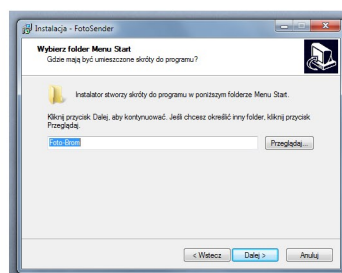 Instalacja - FotoSender
Wybierz folder Menu Start
Gdzie mają być umieszczone skróty do programu?
Instalator stworzy skróty do programu w poniższym folderze Menu Start.
Kliknij przycisk Dalej, aby kontynuować. Jeśli chcesz określić inny folder, kliknij przycisk
Przeglądaj.
Foto-Brom
Przeglądaj...
< Wstecz
Dalej >
Anuluj